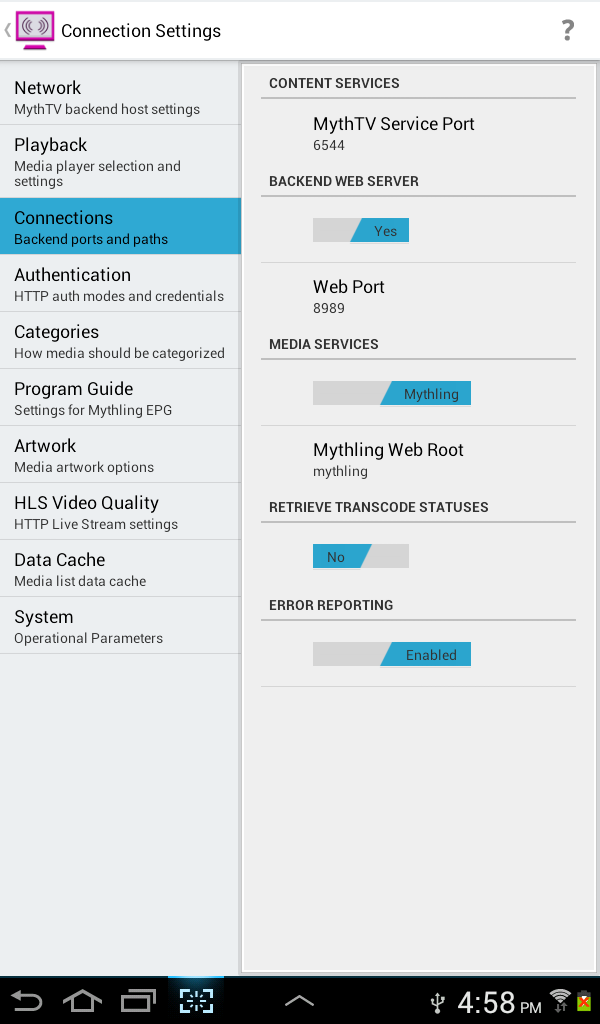 Connection Settings
?
Network
MythTV backend host settings
Playback
Media player selection and
settings
Connections
Backend ports and paths
Authentication
HTTP auth modes and credentials
Categories
How media should be categorized
Program Guide
Settings for Mythling EPG
Artwork
Media artwork options
HLS Video Quality
HTTP Live Stream settings
Data Cache
Media list data cache
System
Operational Parameters
CONTENT SERVICES
MythTV Service Port
6544
BACKEND WEB SERVER
Yes
Web Port
8989
MEDIA SERVICES
Mythling
Mythling Web Root
mythling
RETRIEVE TRANSCODE STATUSES
No
ERROR REPORTING
Enabled
4:58 PM